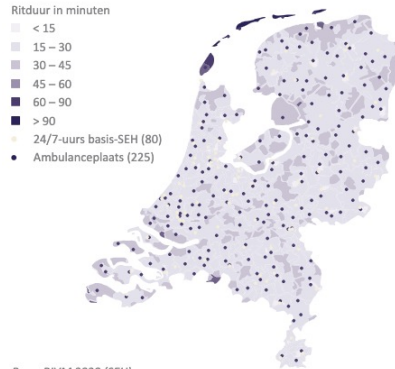 Ritduur in minuten
< 15
15 – 30
30 – 45
45 – 60
60 – 90
> 90
24/7-uurs basis-SEH (80)
Ambulanceplaats (225)